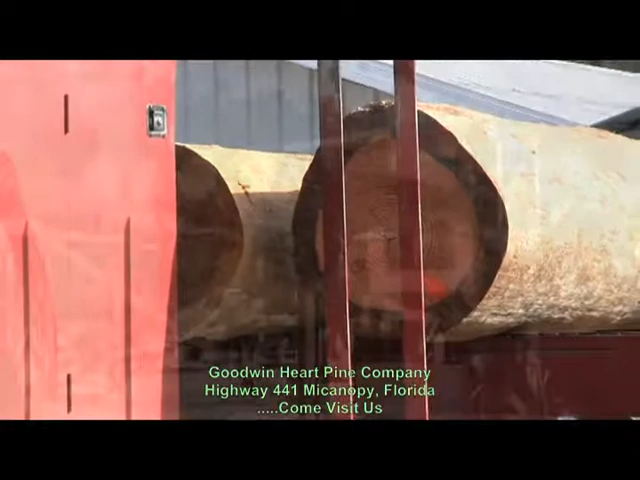 Goodwin Heart Pine Company
Highway 441 Micanopy, Florida
.....Come Visit Us